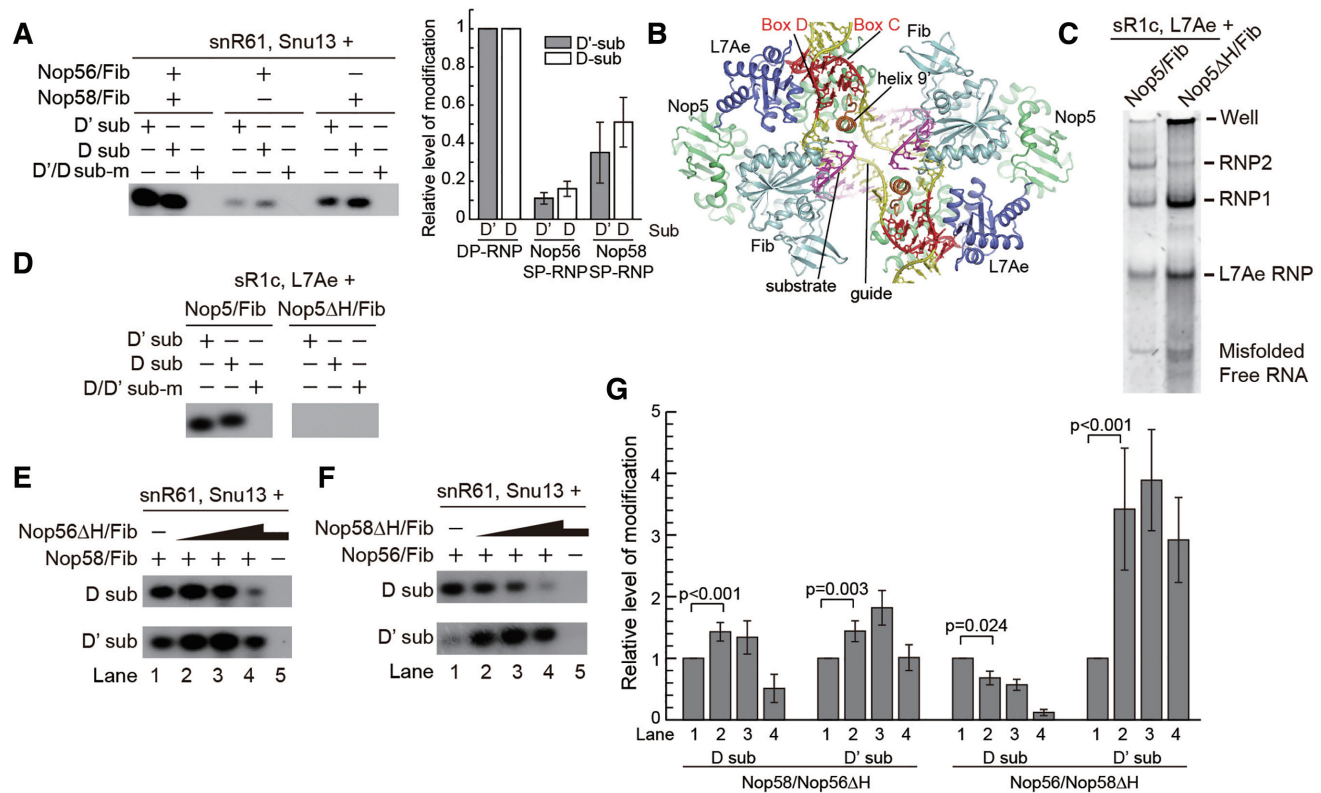 A
snR61, Snu13 +
Nop56/Fib + + −
Nop58/Fib + − +
D' sub + − − + − − + − −
D sub − + − − + − − + −
D'/D sub-m − − + − − + − − +
Relative level of modification
1
0.8
0.6
0.4
0.2
0
D'-sub
D-sub
D' D D' D D' D Sub
DP-RNP Nop56 SP-RNP Nop58 SP-RNP
B
Box D Box C Fib
L7Ae
helix 9'
Nop5
Nop5
Fib
L7Ae
substrate guide
C
sR1c, L7Ae +
Nop5/Fib
Nop5ΔH/Fib
Well
RNP2
RNP1
L7Ae RNP
Misfolded
Free RNA
D
sR1c, L7Ae +
Nop5/Fib Nop5ΔH/Fib
D' sub + − − + − −
D sub − + − − + −
D/D' sub-m − − + − − +
E
snR61, Snu13 +
Nop56ΔH/Fib −
Nop58/Fib + + + + −
D sub
D' sub
Lane 1 2 3 4 5
F
snR61, Snu13 +
Nop58ΔH/Fib −
Nop56/Fib + + + + −
D sub
D' sub
Lane 1 2 3 4 5
G
Relative level of modification
5
4
3
2
1
0
p<0.001
p=0.003
p=0.024
p<0.001
Lane 1 2 3 4 1 2 3 4 1 2 3 4 1 2 3 4
D sub D' sub D sub D' sub
Nop58/Nop56ΔH Nop56/Nop58ΔH